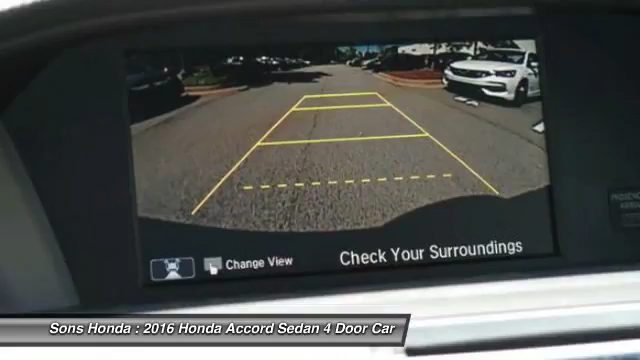 Change View
Check Your Surroundings
Sons Honda : 2016 Honda Accord Sedan 4 Door Car